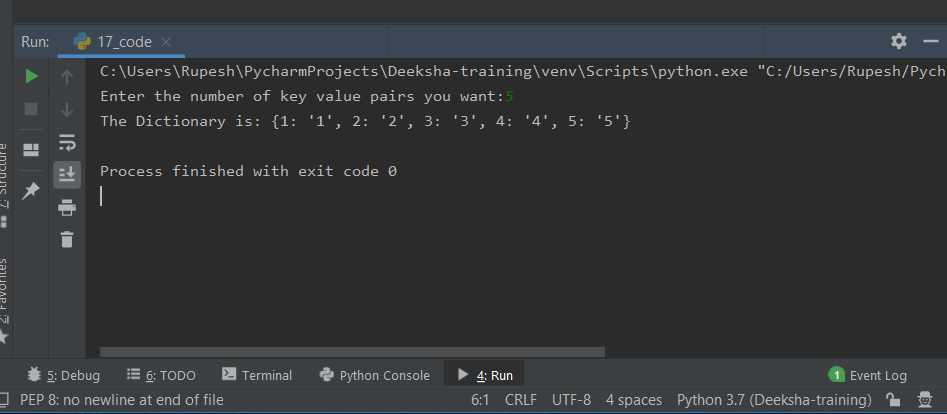 Run: 17_code
C:\Users\Rupesh\PycharmProjects\Deeksha-training\venv\Scripts\python.exe "C:/Users/Rupesh/Pych
Enter the number of key value pairs you want:5
The Dictionary is: {1: '1', 2: '2', 3: '3', 4: '4', 5: '5'}
Process finished with exit code 0
7: Structure
2: Favorites
5: Debug 6: TODO Terminal Python Console 4: Run 1 Event Log
PEP 8: no newline at end of file 6:1 CRLF UTF-8 4 spaces Python 3.7 (Deeksha-training)